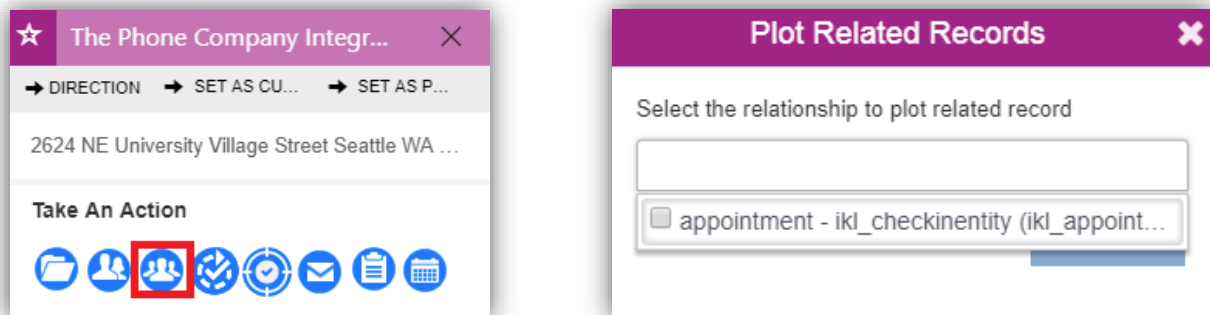 The Phone Company Integr...
DIRECTION SET AS CU... SET AS P...
2624 NE University Village Street Seattle WA ...
Take An Action
Plot Related Records
Select the relationship to plot related record
appointment - ikl_checkinentity (ikl_appoint...